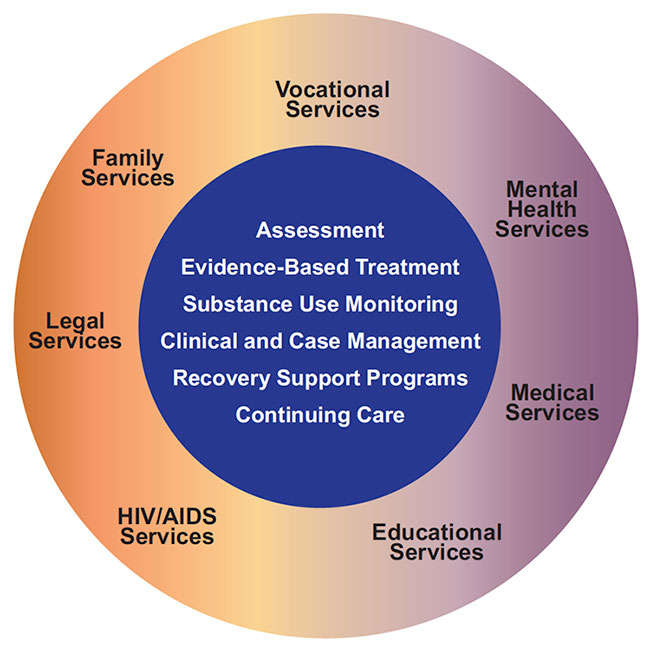 Vocational
Services
Family
Services
Mental
Health
Services
Assessment
Evidence-Based Treatment
Substance Use Monitoring
Clinical and Case Management
Recovery Support Programs
Continuing Care
Legal
Services
Medical
Services
HIV/AIDS
Services
Educational
Services